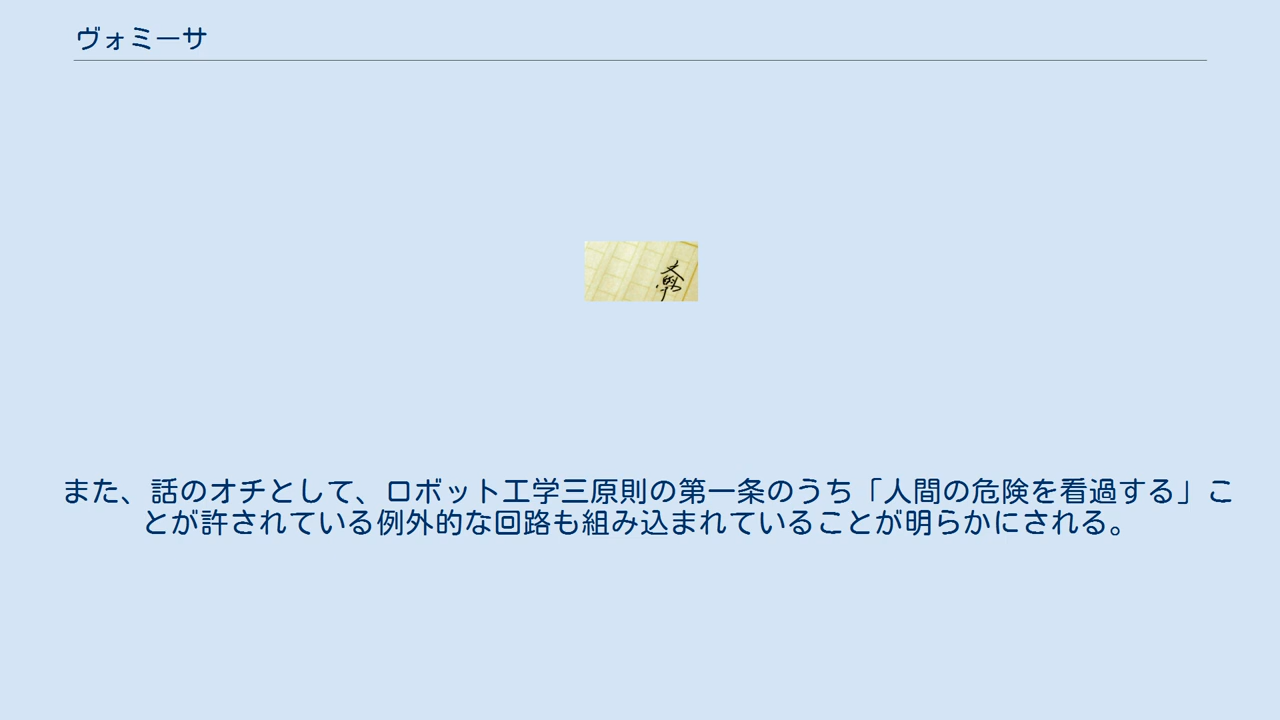 ヴォミーサ
また、話のオチとして、ロボット工学三原則の第一条のうち「人間の危険を看過する」こ
とが許されている例外的な回路も組み込まれていることが明らかにされる。